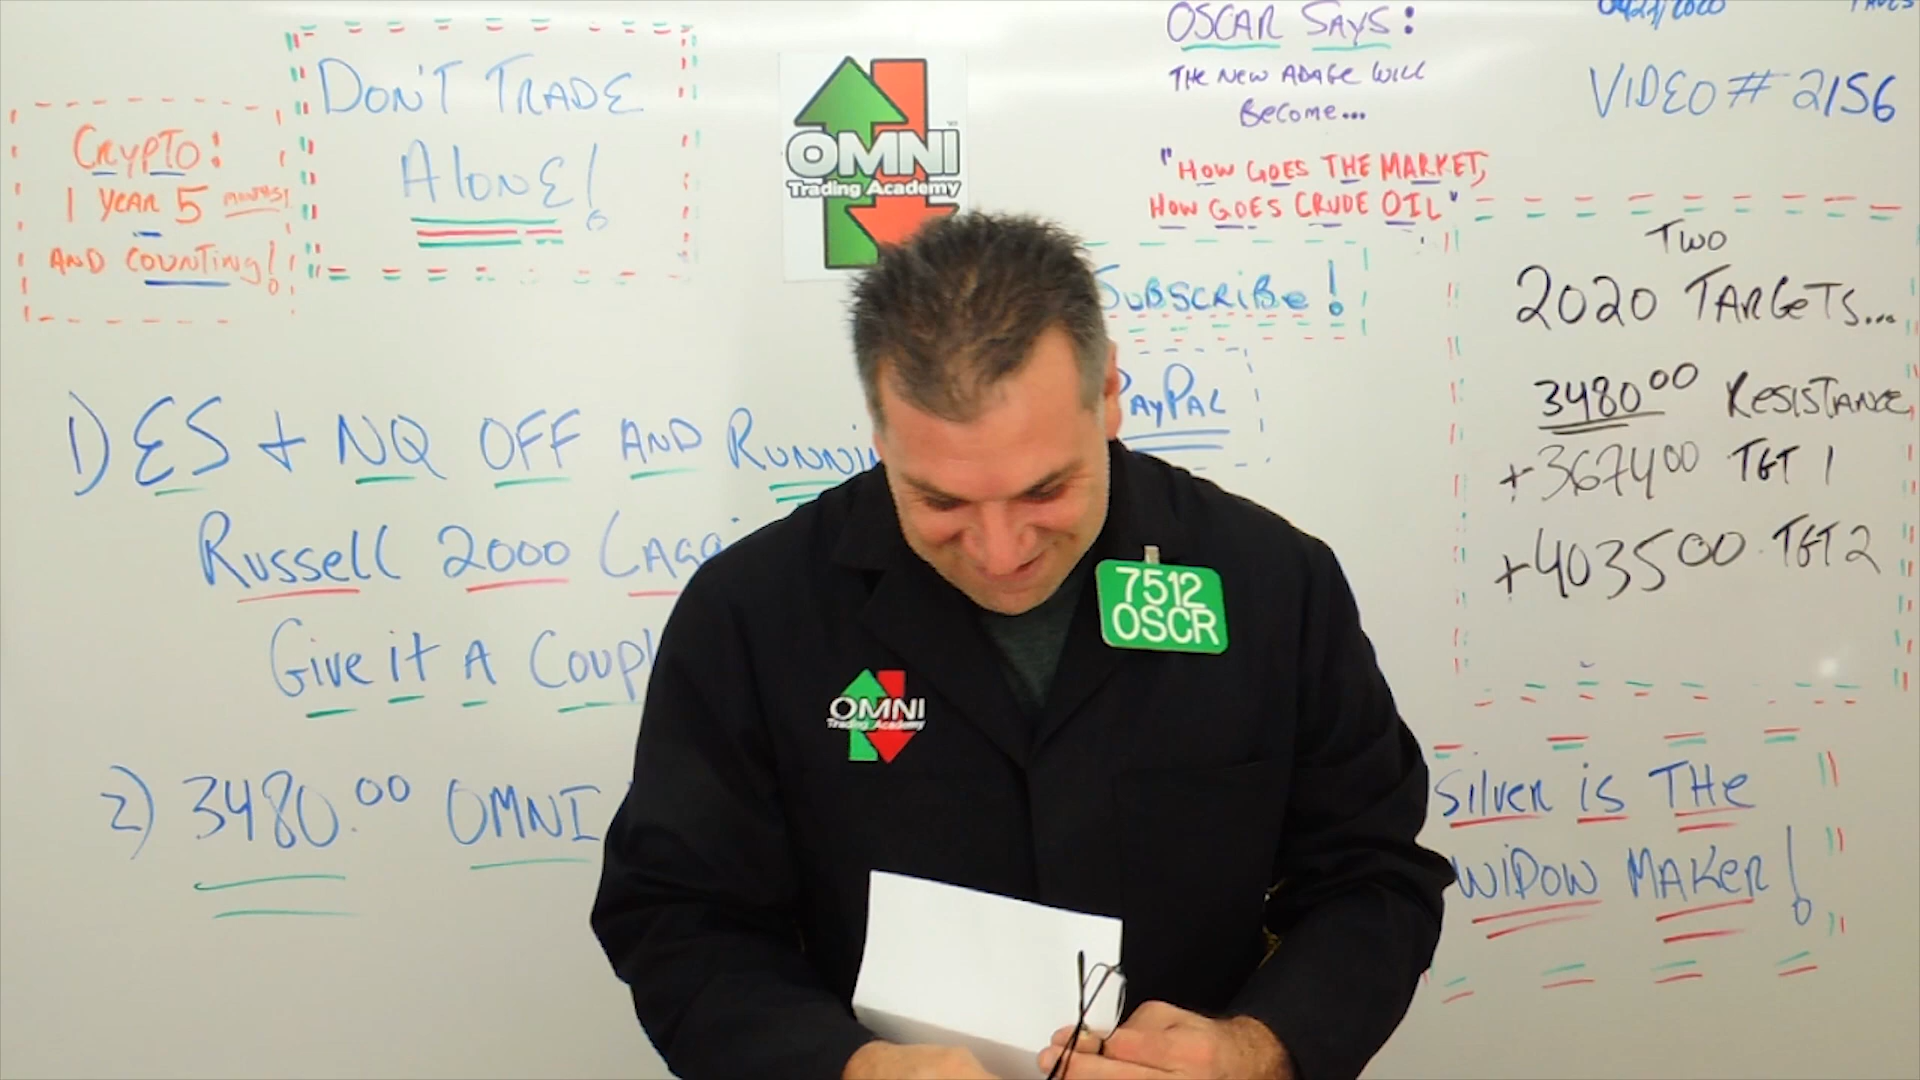 CRYPTO:
1 YEAR 5 MONTHS!
AND COUNTING!
DON'T TRADE
ALONE!
OMNI
Trading Academy
OSCAR SAYS:
THE NEW ADAGE WILL
BECOME...
"HOW GOES THE MARKET,
HOW GOES CRUDE OIL"
VIDEO # 2156
SUBSCRIBE!
PAYPAL
TWO
2020 TARGETS...
3480.00 RESISTANCE
+3674.00 TGT 1
+4035.00 TGT 2
1) ES + NQ OFF AND
RUSSELL 2000
GIVE IT A
2) 3480.00 OMNI
7512
OSCR
OMNI
Trading Academy
SILVER IS THE
WIDOW MAKER!